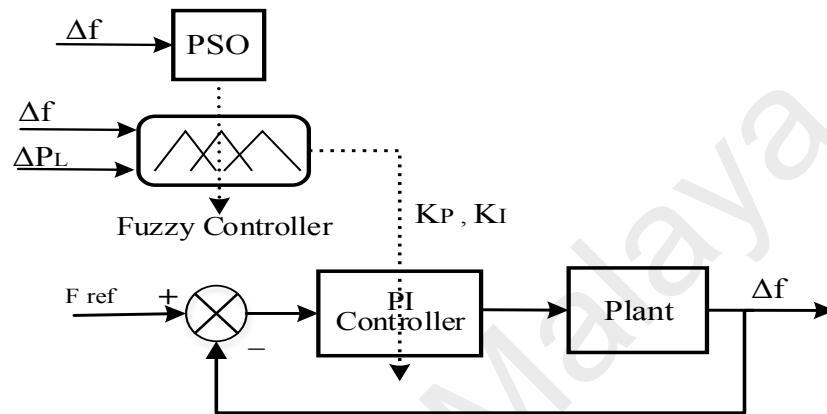 Δf
PSO
Δf
ΔPL
Fuzzy Controller
KP , KI
F ref
+
−
PI
Controller
Plant
Δf
Malaya